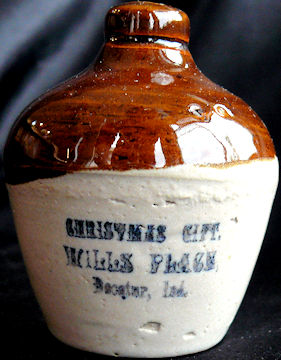 CHRISTMAS GIFT.
WILLS PLACE,
Decatur, Ind.